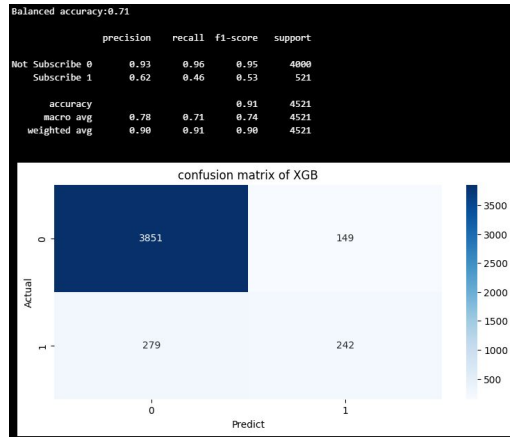 Balanced accuracy:0.71
precision recall f1-score support
Not Subscribe 0 0.93 0.96 0.95 4000
Subscribe 1 0.62 0.46 0.53 521
accuracy 0.91 4521
macro avg 0.78 0.71 0.74 4521
weighted avg 0.90 0.91 0.90 4521
confusion matrix of XGB
3851 149
279 242
0
1
Actual
0 1
Predict
3500
3000
2500
2000
1500
1000
500